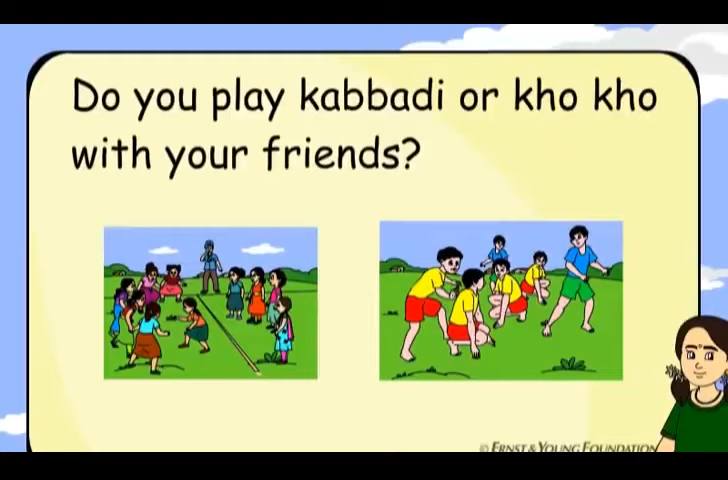 Do you play kabbadi or kho kho
with your friends?
© ERNST & YOUNG FOUNDATION